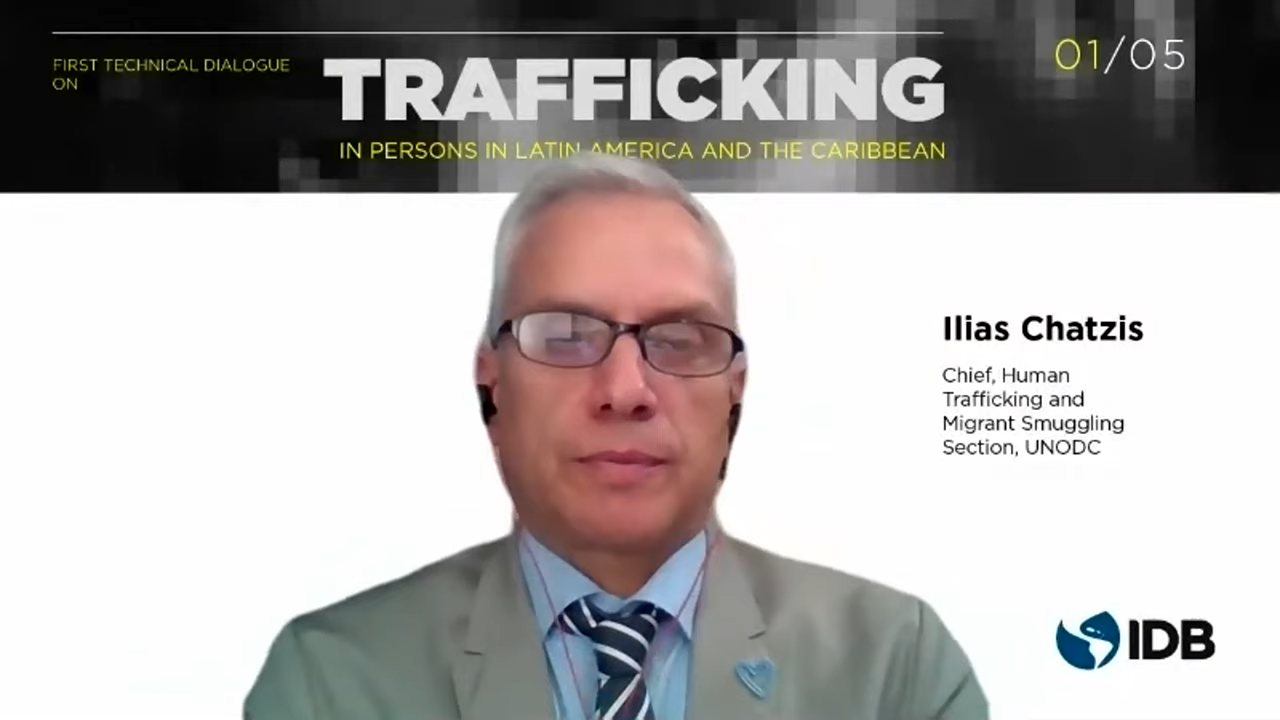 FIRST TECHNICAL DIALOGUE
ON
TRAFFICKING
IN PERSONS IN LATIN AMERICA AND THE CARIBBEAN
01/05
Ilias Chatzis
Chief, Human
Trafficking and
Migrant Smuggling
Section, UNODC
IDB